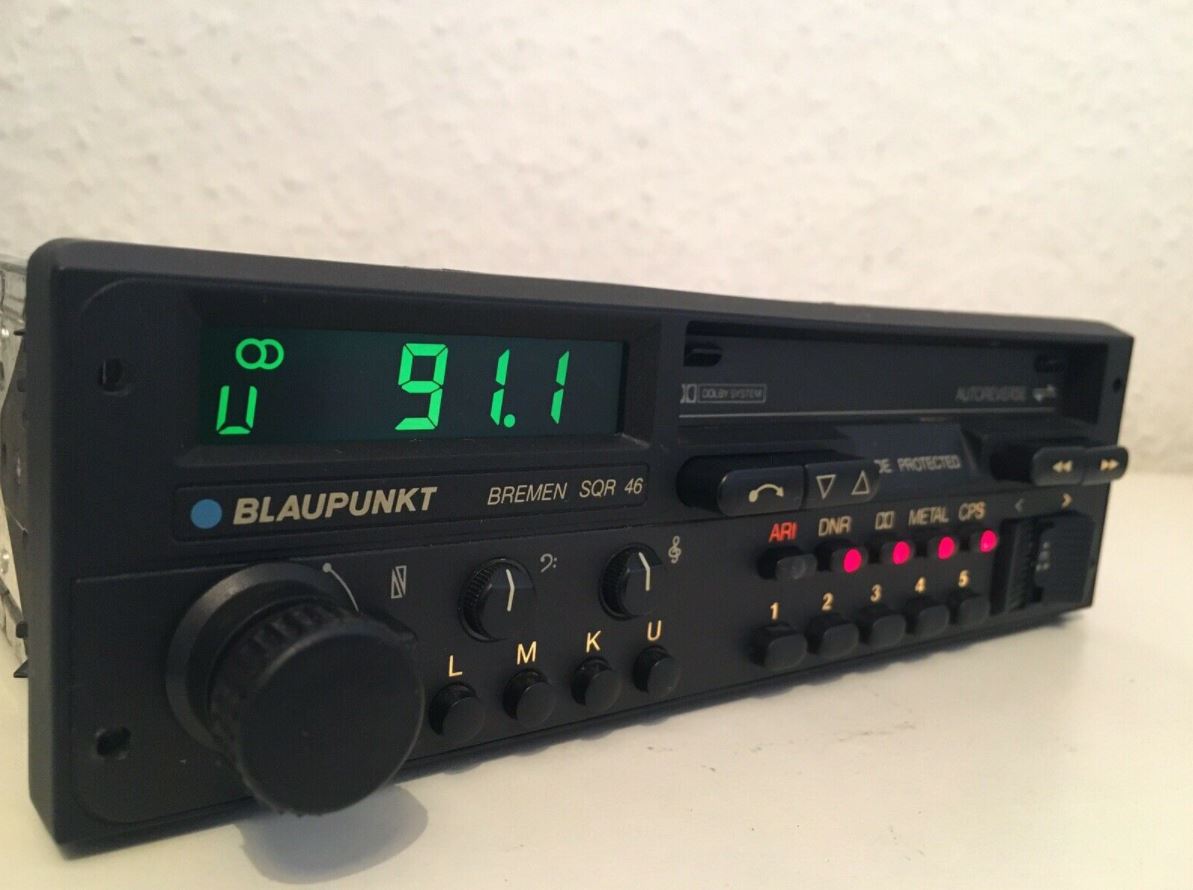 U 91.1
DOLBY SYSTEM
AUTOREVERSE
BLAUPUNKT BREMEN SQR 46
PROTECTED
ARI DNR METAL CPS
1 2 3 4 5
L M K U